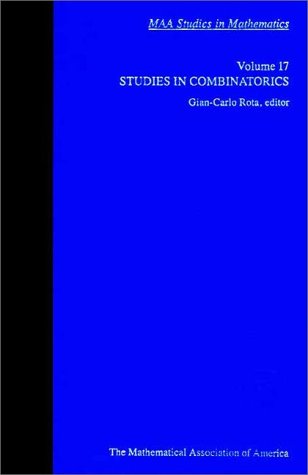 MAA Studies in Mathematics
Volume 17
STUDIES IN COMBINATORICS
Gian-Carlo Rota, editor
The Mathematical Association of America